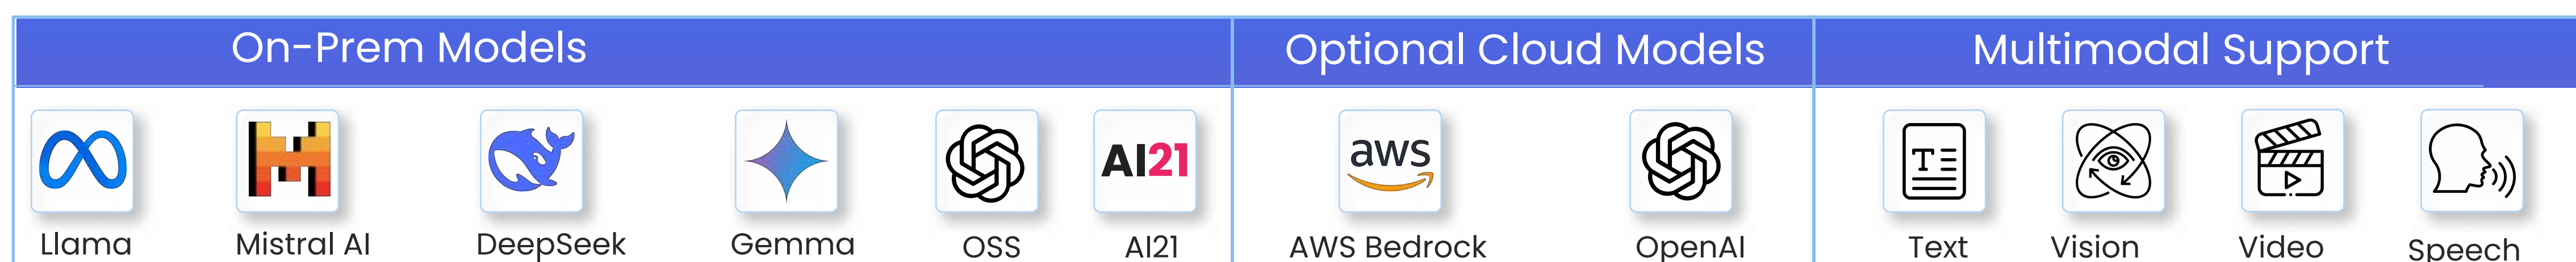 On-Prem Models
Optional Cloud Models
Multimodal Support
AI21
aws
T
Llama
Mistral AI
DeepSeek
Gemma
OSS
AI21
AWS Bedrock
OpenAI
Text
Vision
Video
Speech